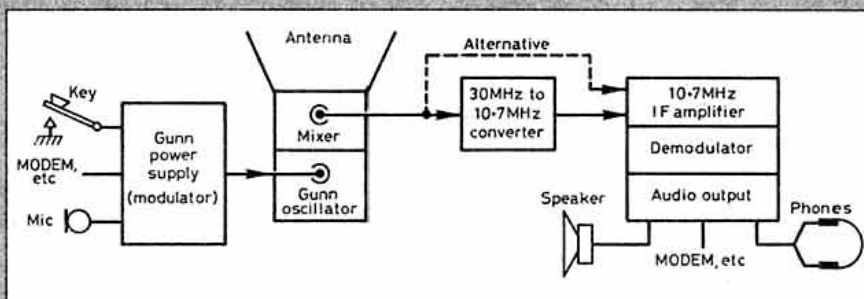 Antenna
Alternative
Key
MODEM,
etc
Mic
Gunn
power
supply
(modulator)
Mixer
Gunn
oscillator
30MHz to
10·7MHz
converter
10·7MHz
IF amplifier
Demodulator
Audio output
Speaker
MODEM, etc
Phones